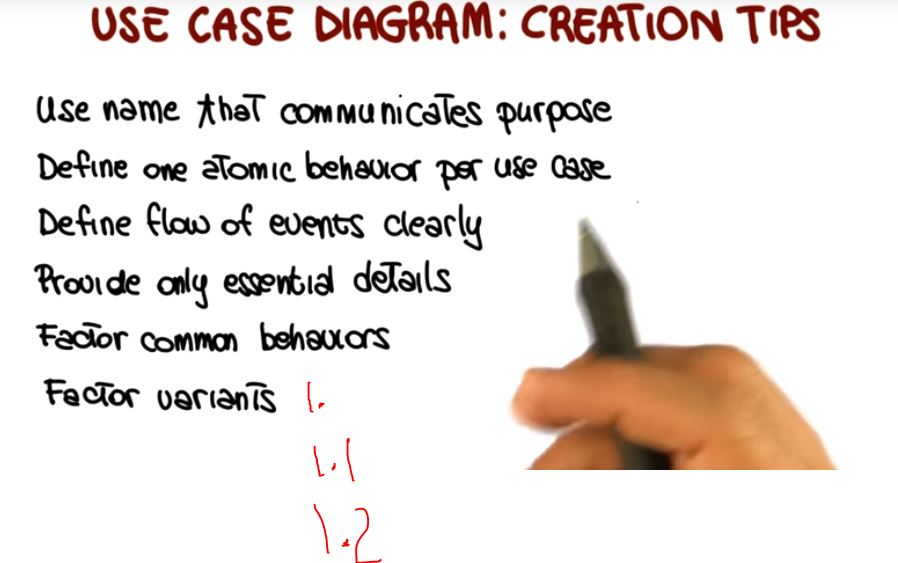 USE CASE DIAGRAM: CREATION TIPS
Use name that communicates purpose
Define one atomic behavior per use case
Define flow of events clearly
Provide only essential details
Factor common behaviors
Factor variants 1.
1.1
1.2